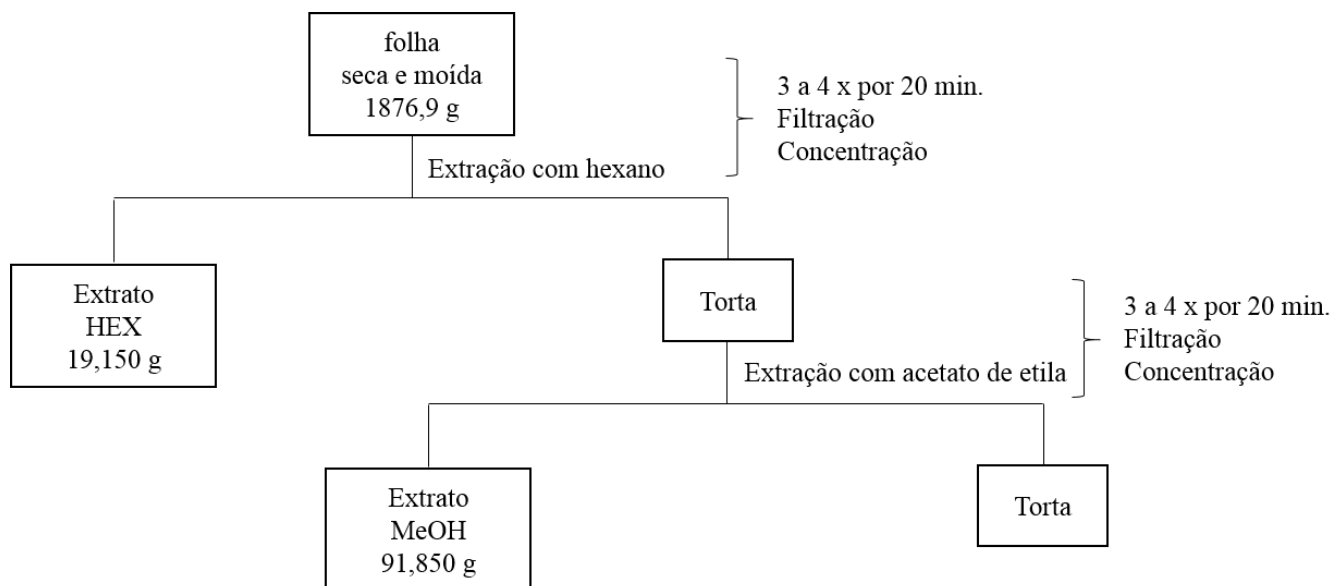 folha
seca e moída
1876,9 g
3 a 4 x por 20 min.
Filtração
Concentração
Extração com hexano
Extrato
HEX
19,150 g
Torta
3 a 4 x por 20 min.
Filtração
Concentração
Extração com acetato de etila
Extrato
MeOH
91,850 g
Torta